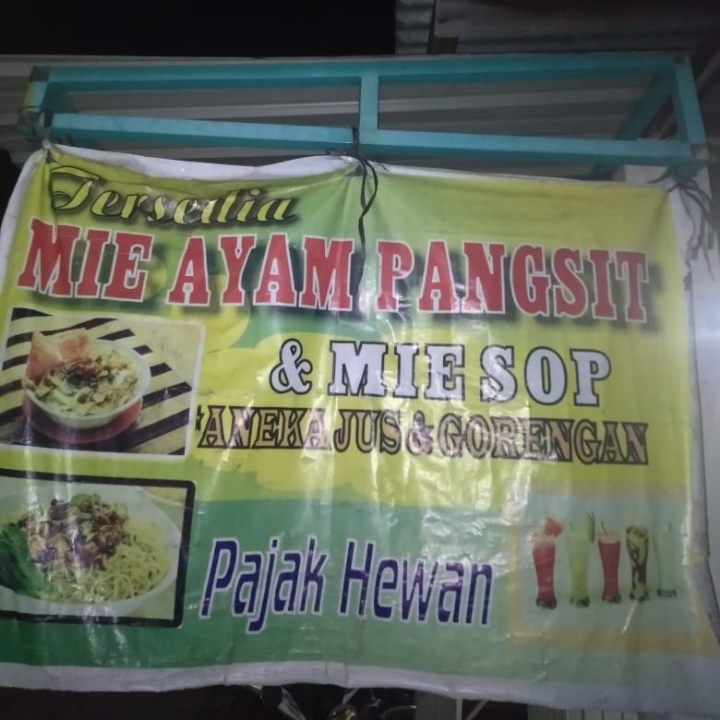 Tersedia
MIE AYAM PANGSIT
& MIE SOP
*ANEKA JUS & GORENGAN
Pajak Hewan